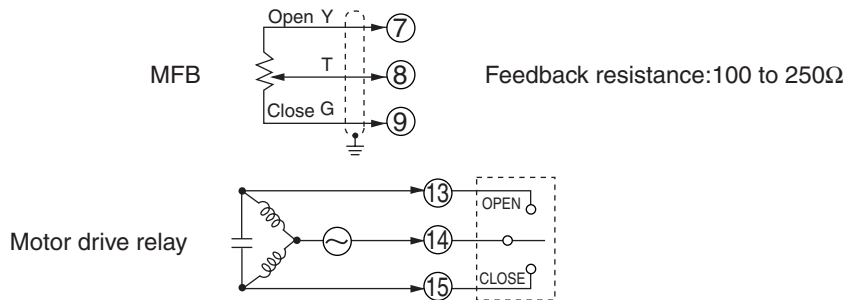 Open Y 7
MFB T 8 Feedback resistance:100 to 250Ω
Close G 9
13
OPEN
Motor drive relay 14
CLOSE
15